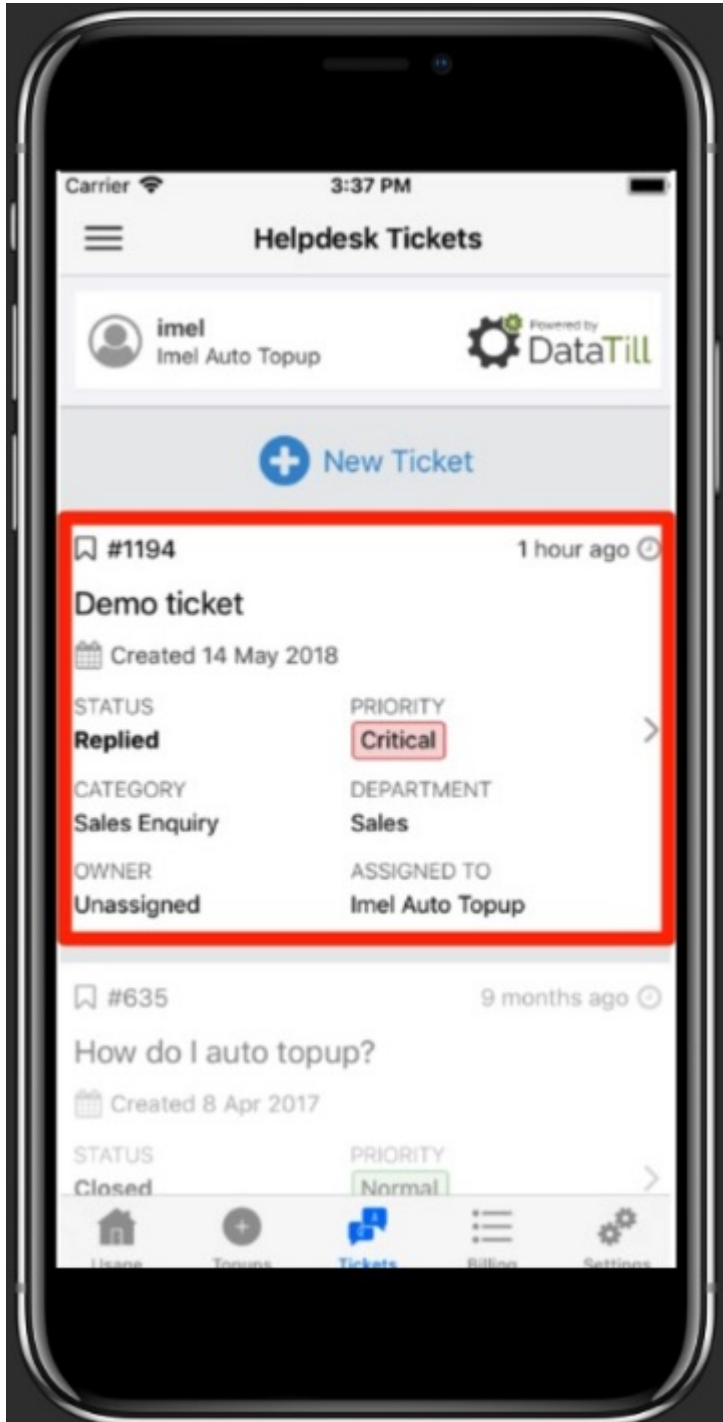 Carrier 3:37 PM
Helpdesk Tickets
imel
Imel Auto Topup
Powered by
DataTill
New Ticket
#1194 1 hour ago
Demo ticket
Created 14 May 2018
STATUS PRIORITY
Replied Critical
CATEGORY DEPARTMENT
Sales Enquiry Sales
OWNER ASSIGNED TO
Unassigned Imel Auto Topup
#635 9 months ago
How do I auto topup?
Created 8 Apr 2017
STATUS PRIORITY
Closed Normal
Usage Topups Tickets Billing Settings